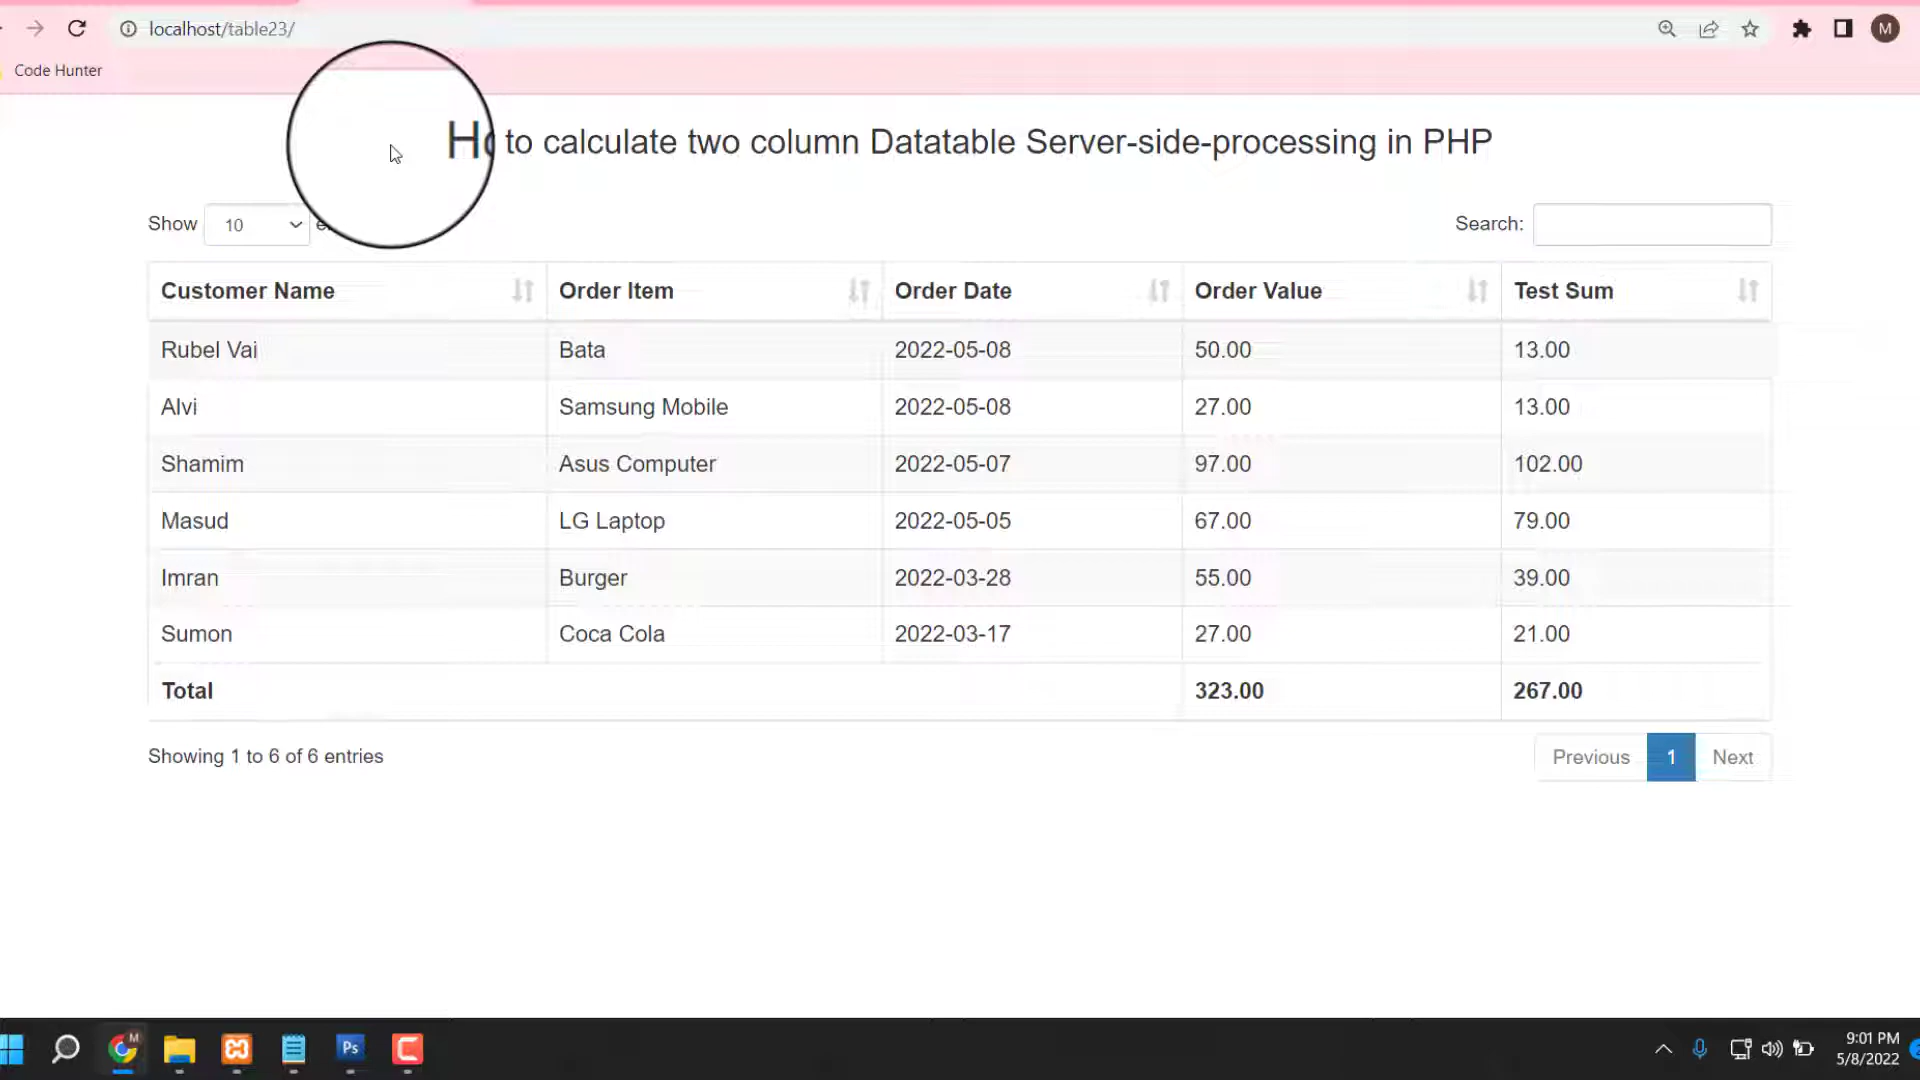 localhost/table23/
M
Code Hunter
to calculate two column Datatable Server-side-processing in PHP
Show 10
Search:
Customer Name Order Item Order Date Order Value Test Sum
Rubel Vai Bata 2022-05-08 50.00 13.00
Alvi Samsung Mobile 2022-05-08 27.00 13.00
Shamim Asus Computer 2022-05-07 97.00 102.00
Masud LG Laptop 2022-05-05 67.00 79.00
Imran Burger 2022-03-28 55.00 39.00
Sumon Coca Cola 2022-03-17 27.00 21.00
Total 323.00 267.00
Showing 1 to 6 of 6 entries
Previous 1 Next
M
Ps
9:01 PM
5/8/2022